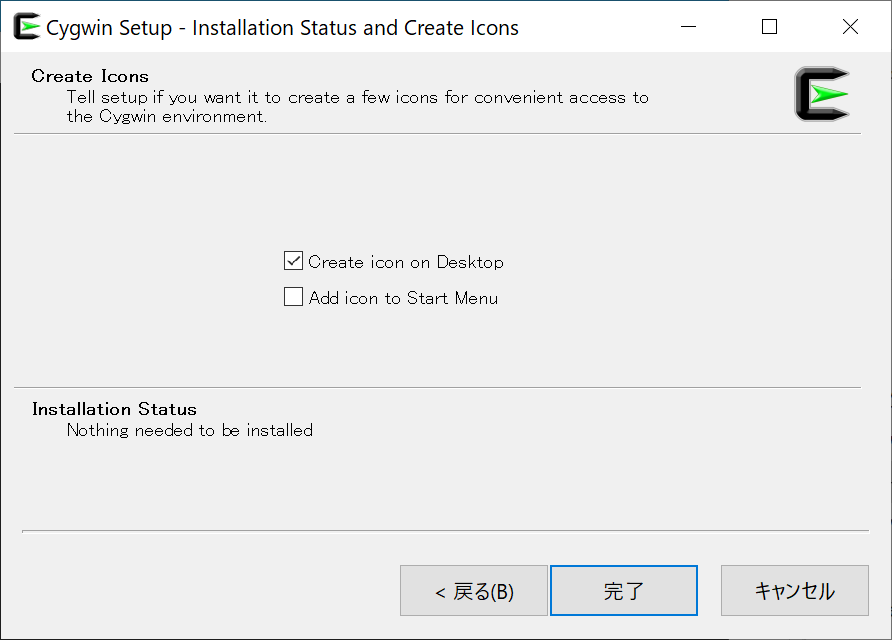 Cygwin Setup - Installation Status and Create Icons
Create Icons
Tell setup if you want it to create a few icons for convenient access to
the Cygwin environment.
Create icon on Desktop
Add icon to Start Menu
Installation Status
Nothing needed to be installed
< 戻る(B)
完了
キャンセル